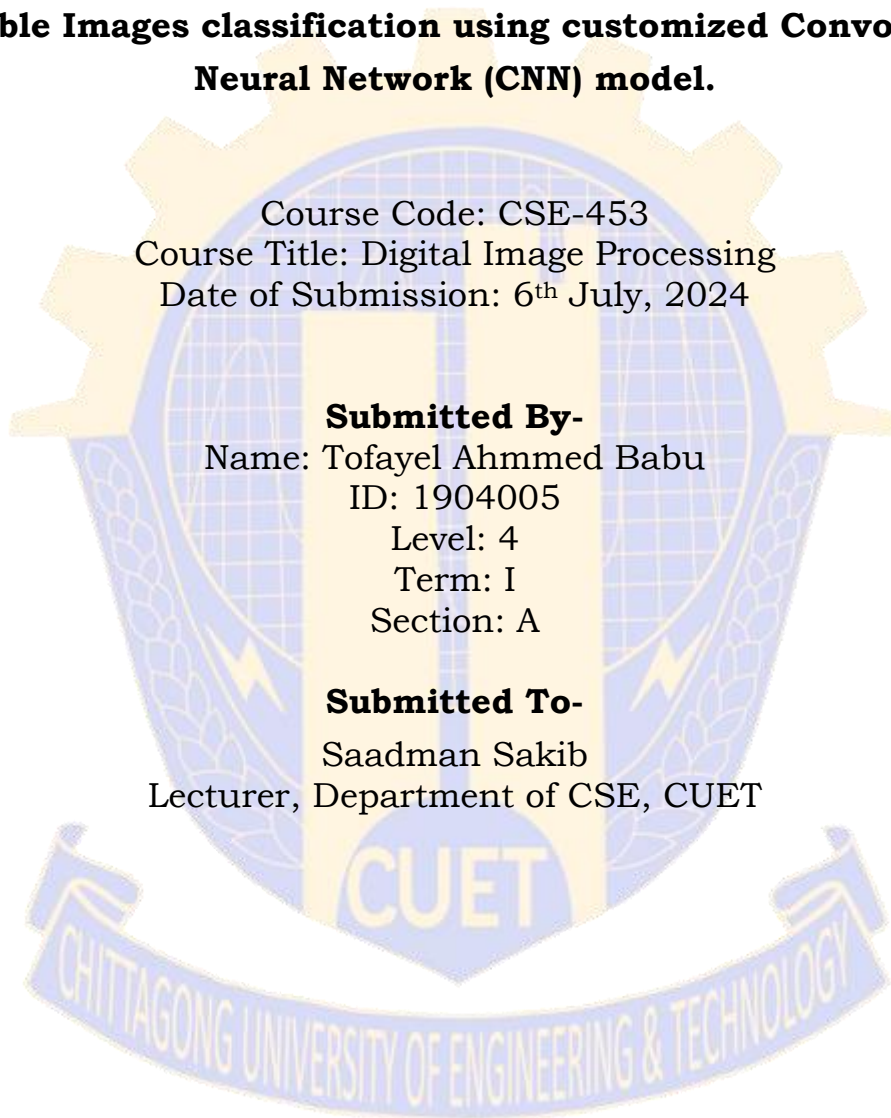 ble Images classification using customized Convo
Neural Network (CNN) model.
Course Code: CSE-453
Course Title: Digital Image Processing
Date of Submission: 6th July, 2024
Submitted By-
Name: Tofayel Ahmmed Babu
ID: 1904005
Level: 4
Term: I
Section: A
Submitted To-
Saadman Sakib
Lecturer, Department of CSE, CUET
CUET
CHITTAGONG UNIVERSITY OF ENGINEERING & TECHNOLOGY